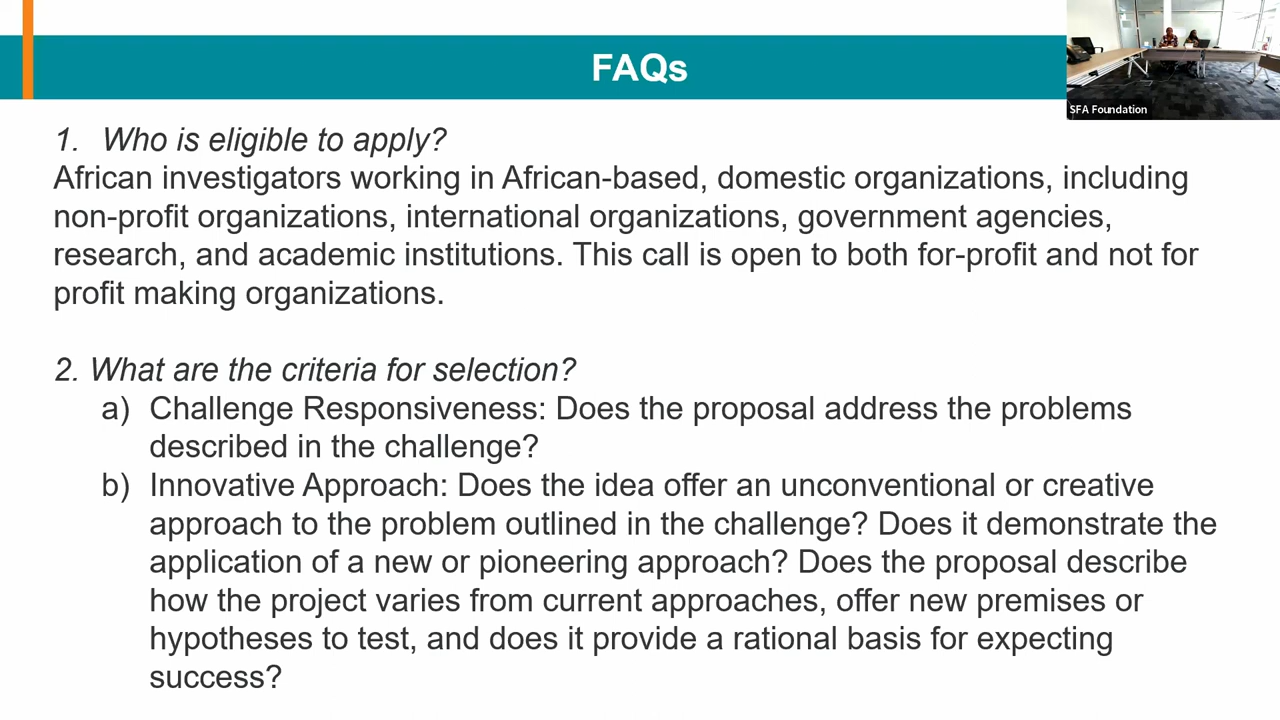 FAQs
SFA Foundation
1. Who is eligible to apply?
African investigators working in African-based, domestic organizations, including
non-profit organizations, international organizations, government agencies,
research, and academic institutions. This call is open to both for-profit and not for
profit making organizations.
2. What are the criteria for selection?
a) Challenge Responsiveness: Does the proposal address the problems
described in the challenge?
b) Innovative Approach: Does the idea offer an unconventional or creative
approach to the problem outlined in the challenge? Does it demonstrate the
application of a new or pioneering approach? Does the proposal describe
how the project varies from current approaches, offer new premises or
hypotheses to test, and does it provide a rational basis for expecting
success?